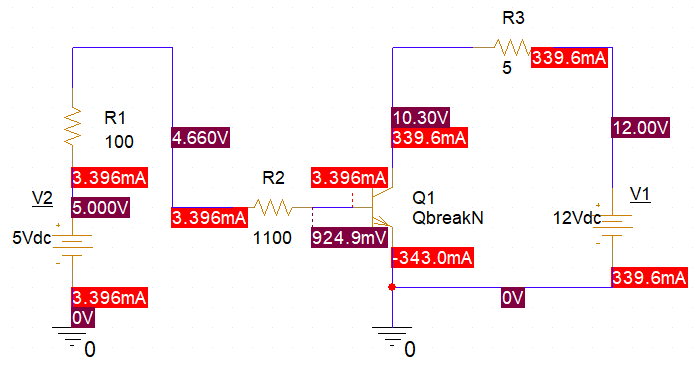 R3
339.6mA
5
10.30V
339.6mA
12.00V
R1
100
4.660V
3.396mA
V2
5.000V
5Vdc
3.396mA
0V
0
3.396mA
R2
1100
3.396mA
924.9mV
Q1
QbreakN
-343.0mA
0V
0
V1
12Vdc
339.6mA